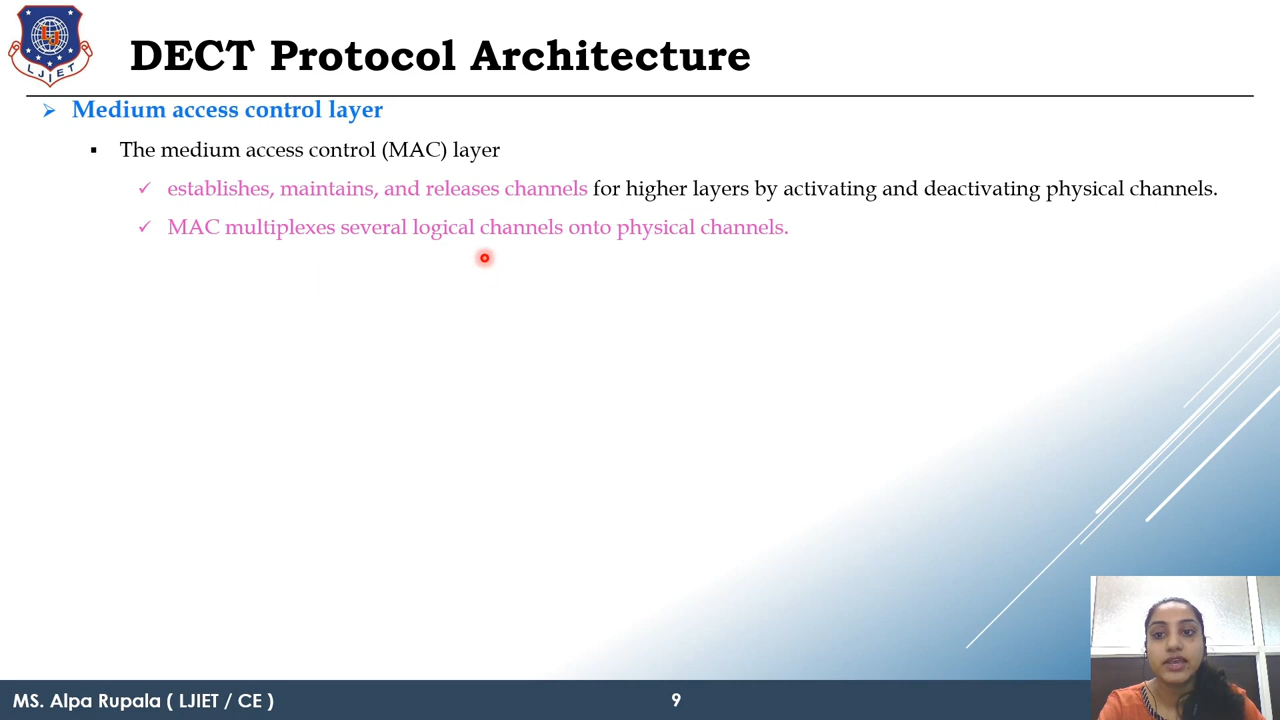 LJIET
DECT Protocol Architecture
Medium access control layer
The medium access control (MAC) layer
establishes, maintains, and releases channels for higher layers by activating and deactivating physical channels.
MAC multiplexes several logical channels onto physical channels.
MS. Alpa Rupala ( LJIET / CE )
9